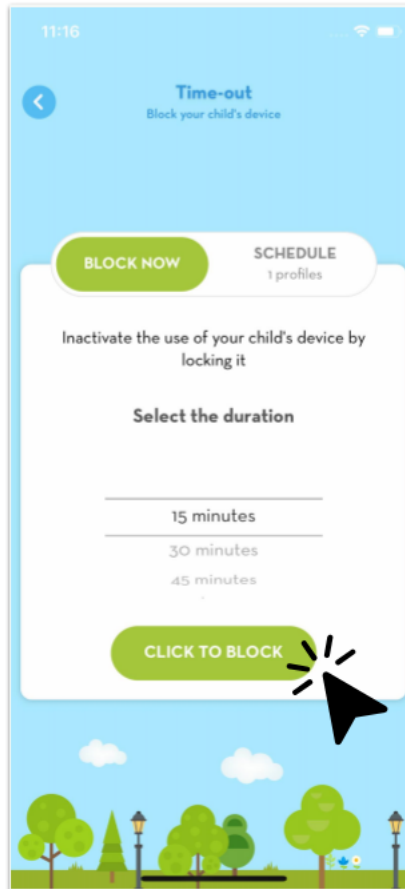 11:16
Time-out
Block your child's device
BLOCK NOW
SCHEDULE
1 profiles
Inactivate the use of your child's device by
locking it
Select the duration
15 minutes
30 minutes
45 minutes
CLICK TO BLOCK